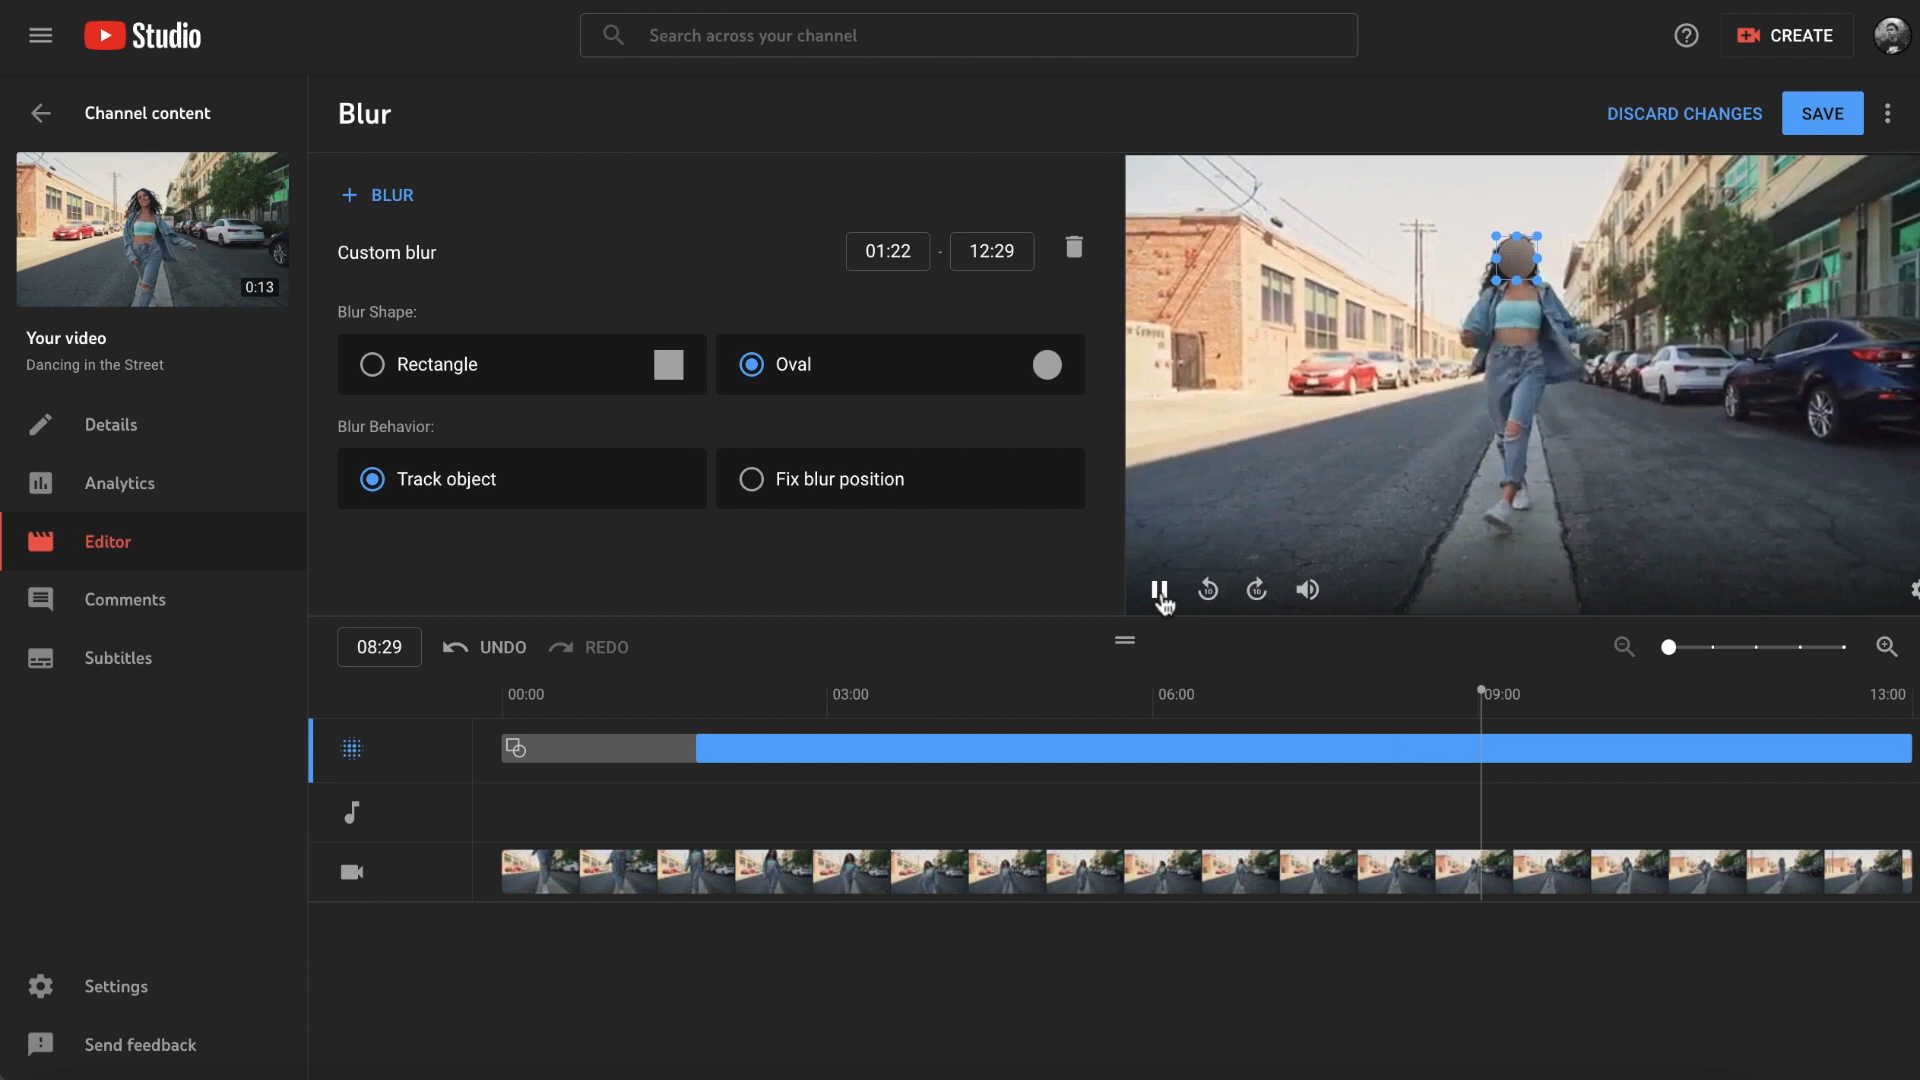 Studio
Search across your channel
CREATE
Channel content
Blur
DISCARD CHANGES
SAVE
BLUR
Custom blur
01:22 - 12:29
0:13
Blur Shape:
Your video
Dancing in the Street
Rectangle
Oval
Blur Behavior:
Details
Track object
Fix blur position
Analytics
Editor
10
10
Comments
08:29
UNDO
REDO
Subtitles
00:00
03:00
06:00
09:00
13:00
Settings
Send feedback